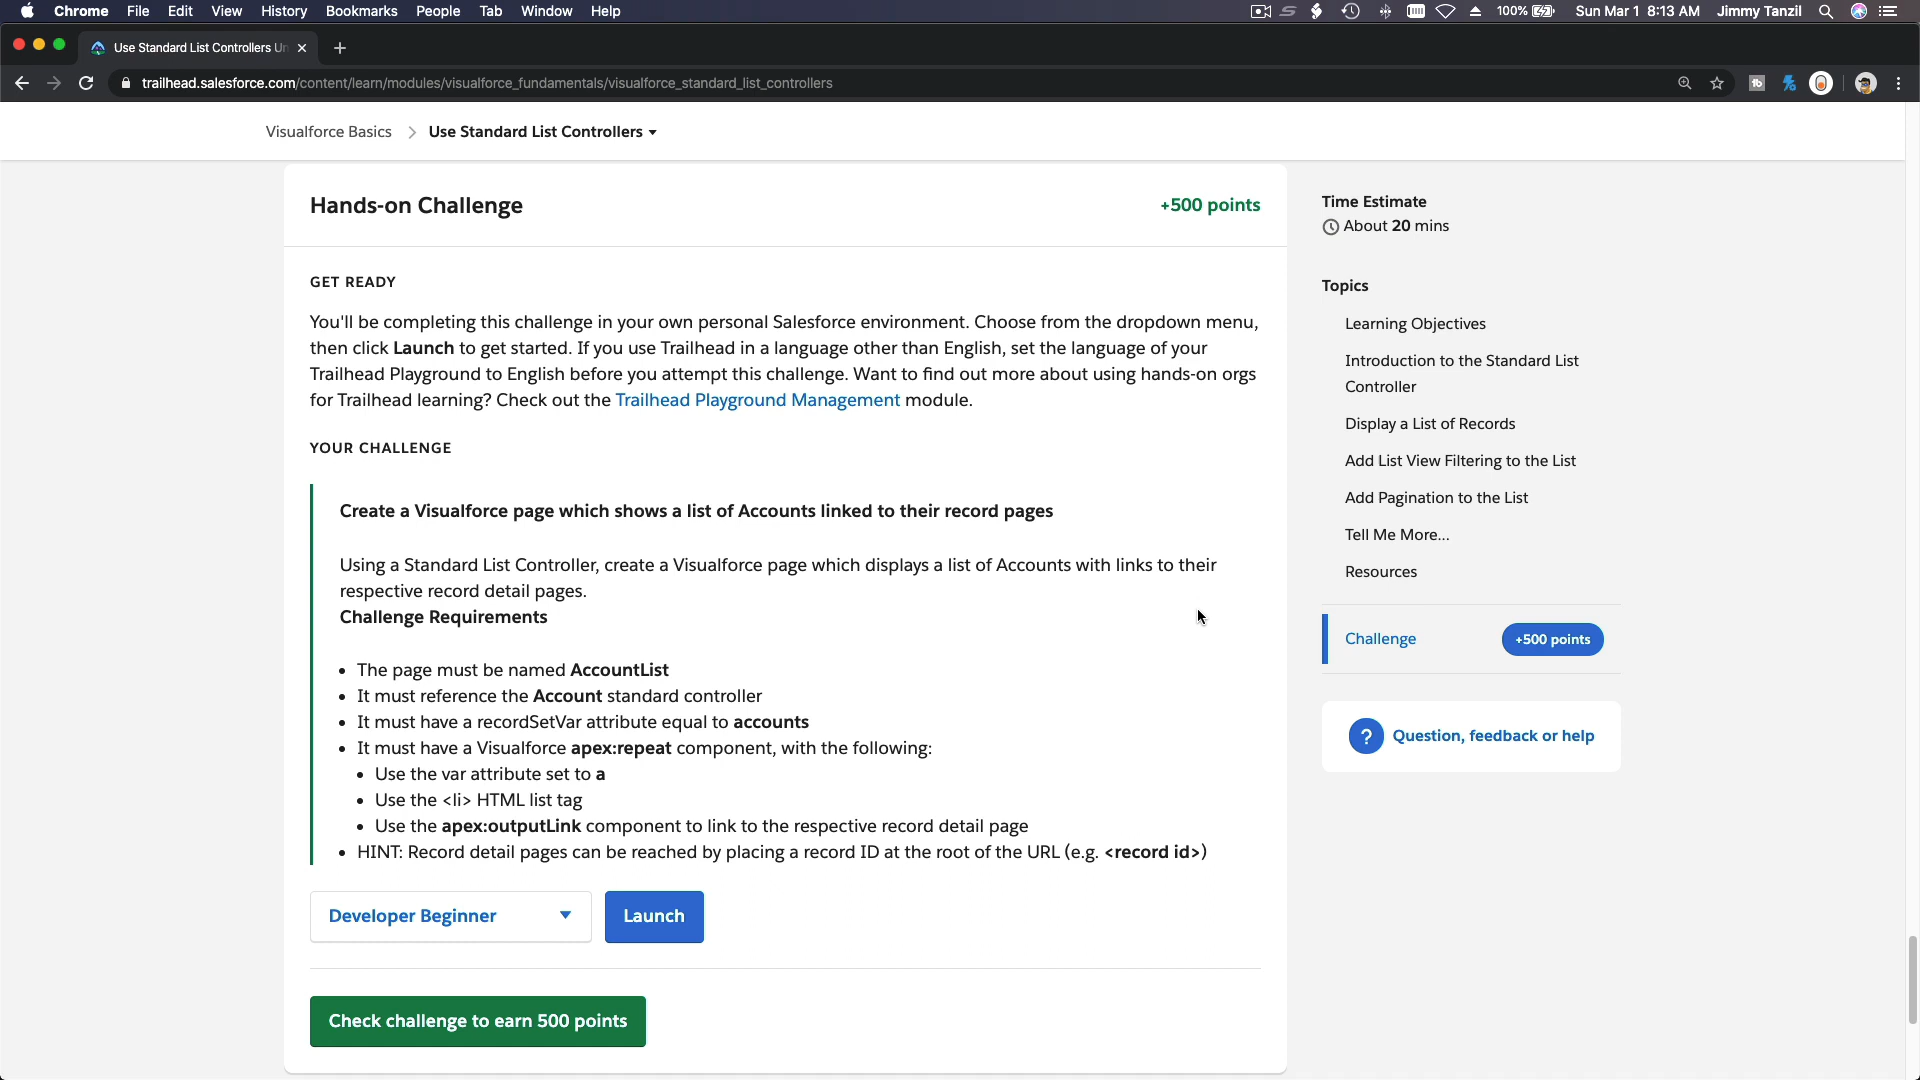 Chrome File Edit View History Bookmarks People Tab Window Help 100% Sun Mar 1 8:13 AM Jimmy Tanzil
Use Standard List Controllers Un
trailhead.salesforce.com/content/learn/modules/visualforce_fundamentals/visualforce_standard_list_controllers
Visualforce Basics > Use Standard List Controllers
Hands-on Challenge
+500 points
GET READY
You'll be completing this challenge in your own personal Salesforce environment. Choose from the dropdown menu,
then click Launch to get started. If you use Trailhead in a language other than English, set the language of your
Trailhead Playground to English before you attempt this challenge. Want to find out more about using hands-on orgs
for Trailhead learning? Check out the Trailhead Playground Management module.
YOUR CHALLENGE
Create a Visualforce page which shows a list of Accounts linked to their record pages
Using a Standard List Controller, create a Visualforce page which displays a list of Accounts with links to their
respective record detail pages.
Challenge Requirements
• The page must be named AccountList
• It must reference the Account standard controller
• It must have a recordSetVar attribute equal to accounts
• It must have a Visualforce apex:repeat component, with the following:
• Use the var attribute set to a
• Use the <li> HTML list tag
• Use the apex:outputLink component to link to the respective record detail page
• HINT: Record detail pages can be reached by placing a record ID at the root of the URL (e.g. <record id>)
Developer Beginner
Launch
Check challenge to earn 500 points
Time Estimate
About 20 mins
Topics
Learning Objectives
Introduction to the Standard List
Controller
Display a List of Records
Add List View Filtering to the List
Add Pagination to the List
Tell Me More...
Resources
Challenge
+500 points
? Question, feedback or help